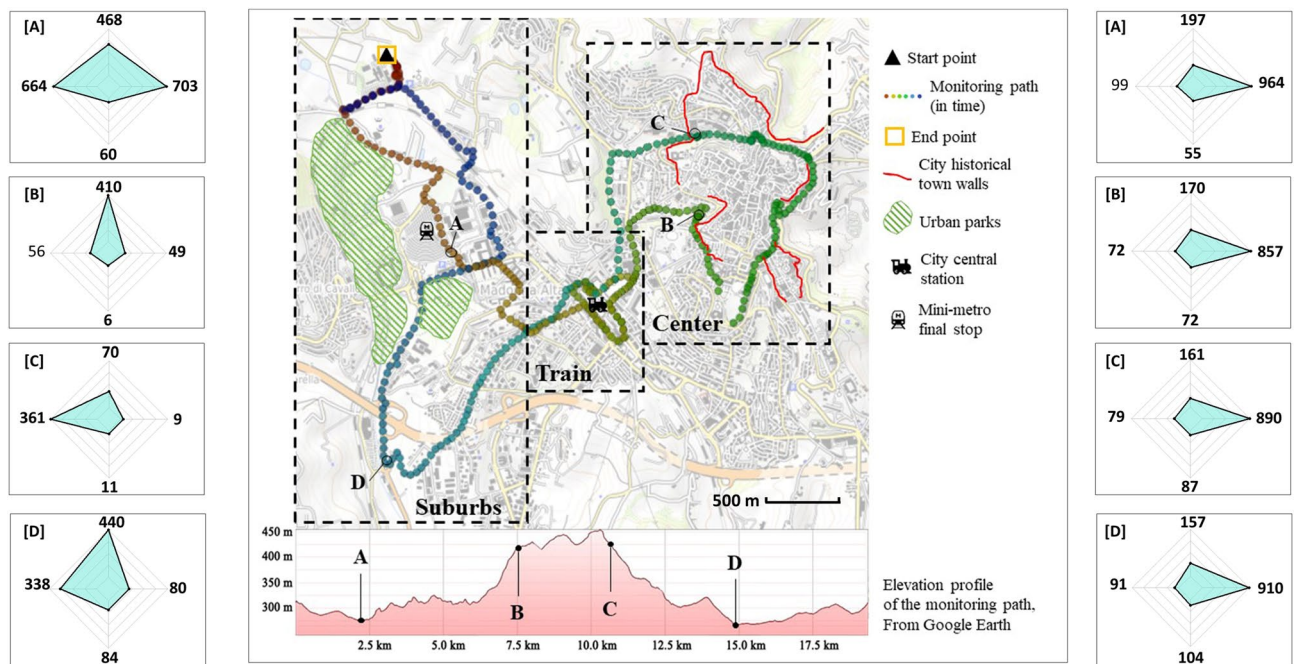 [A]
468
664
703
60
[B]
410
56
49
6
[C]
70
361
9
11
[D]
440
338
80
84
A
B
C
D
Center
Train
Suburbs
500 m
Start point
Monitoring path
(in time)
End point
City historical
town walls
Urban parks
City central
station
Mini-metro
final stop
450 m
400 m
350 m
300 m
A
B
C
D
2.5 km
5.0 km
7.5 km
10.0 km
12.5 km
15.0 km
17.5 km
Elevation profile
of the monitoring path,
From Google Earth
[A]
197
99
964
55
[B]
170
72
857
72
[C]
161
79
890
87
[D]
157
91
910
104